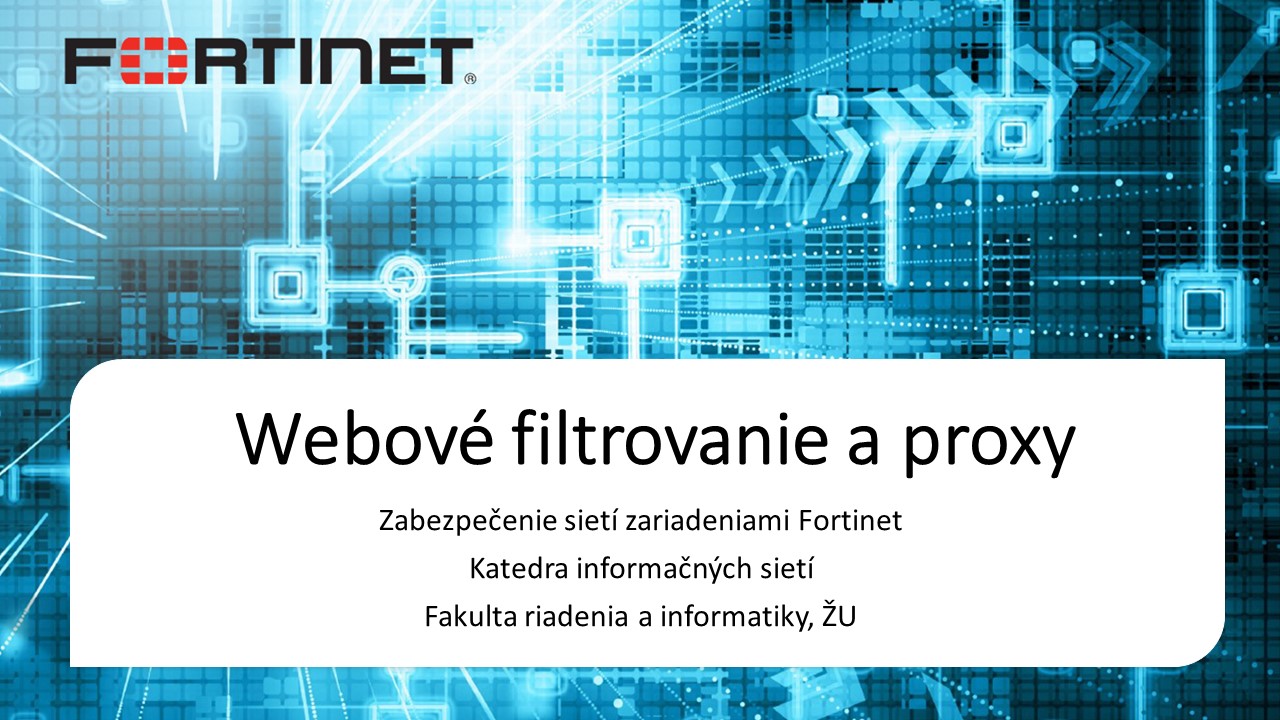 FORTINET®
Webové filtrovanie a proxy
Zabezpečenie sietí zariadeniami Fortinet
Katedra informačných sietí
Fakulta riadenia a informatiky, ŽU